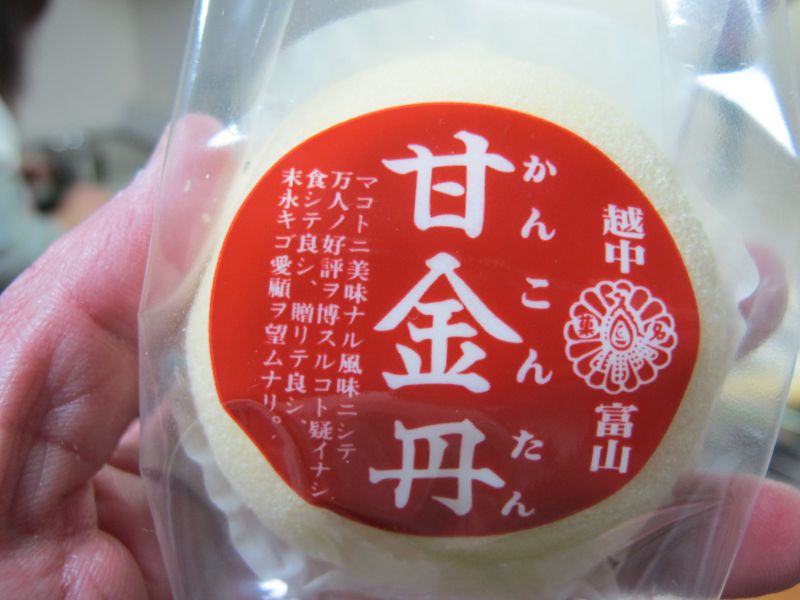 越中
富山
かんこんたん
甘金丹
マコトニ美味ナル風味ニシテ
万人ノ好評ヲ博スルコト疑イナシ
食シテ良シ、贈リテ良シ、
末永キゴ愛顧ヲ望ムナリ。